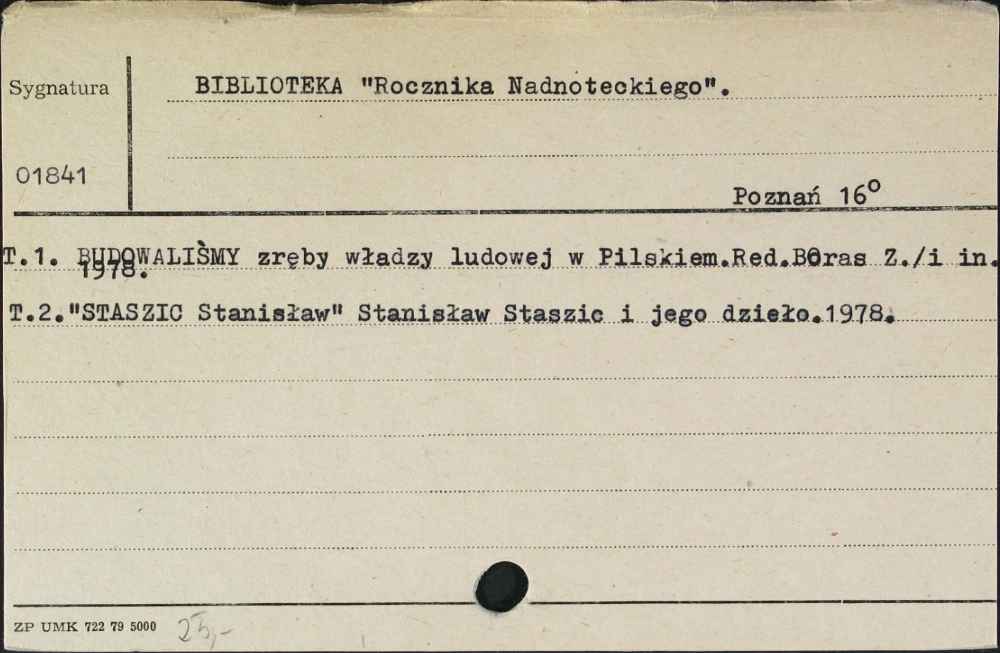 Sygnatura
BIBLIOTEKA "Rocznika Nadnoteckiego".
01841
Poznań 16°
T.1. BUDOWALIŚMY zręby władzy ludowej w Pilskiem.Red.BOras Z./i in.
1978.
T.2."STASZIC Stanisław" Stanisław Staszic i jego dzieło.1978.
ZP UMK 722 79 5000
25,-